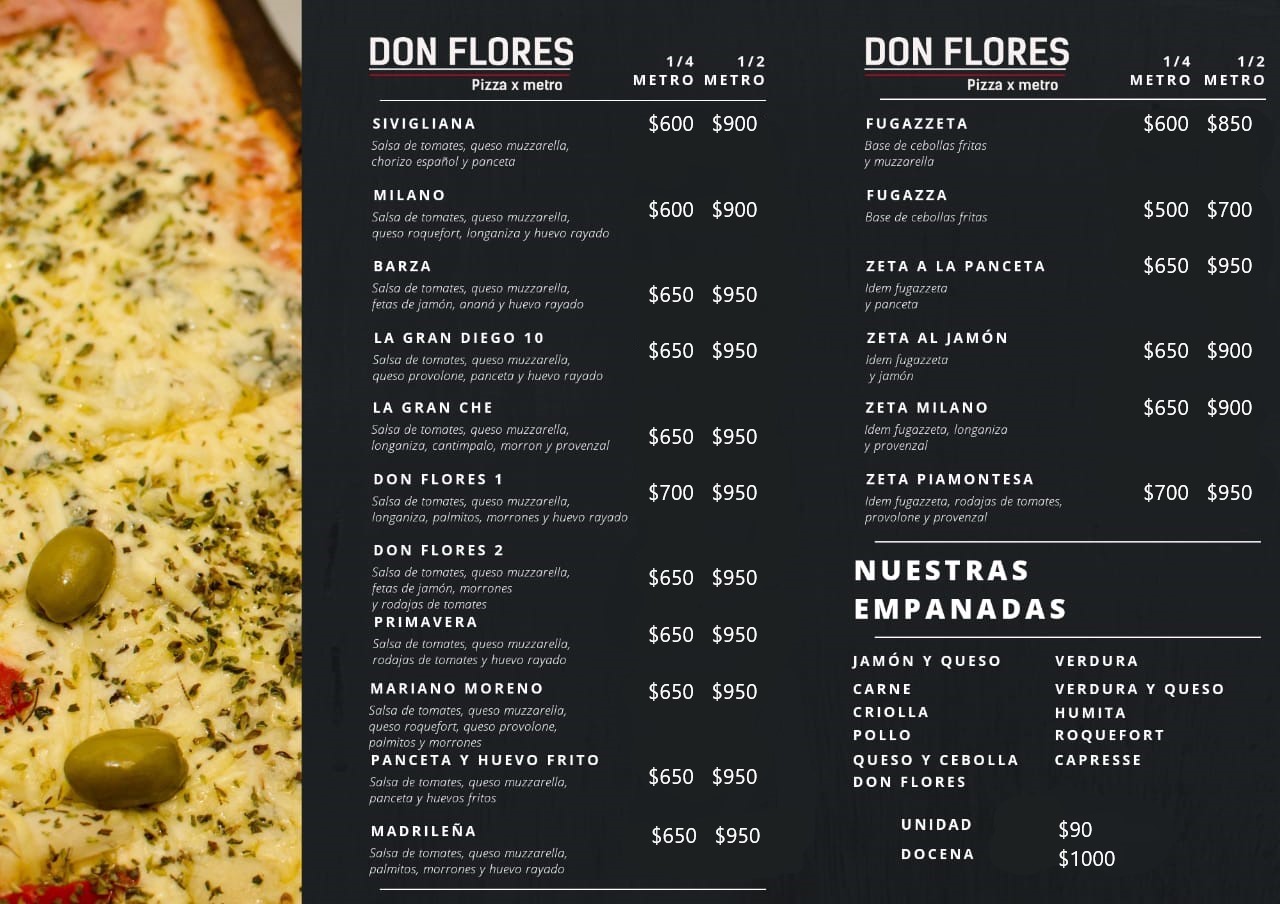 DON FLORES
Pizza x metro
1/4 1/2
METRO METRO
SIVIGLIANA $600 $900
Salsa de tomates, queso muzzarella,
chorizo español y panceta
MILANO
$600 $900
Salsa de tomates, queso muzzarella,
queso roquefort, longaniza y huevo rayado
BARZA
Salsa de tomates, queso muzzarella,
$650 $950
fetas de jamón, ananá y huevo rayado
LA GRAN DIEGO 10
$650 $950
Salsa de tomates, queso muzzarella,
queso provolone, panceta y huevo rayado
LA GRAN CHE
Salsa de tomates, queso muzzarella,
$650 $950
longaniza, cantimpalo, morron y provenzal
DON FLORES 1
$700 $950
Salsa de tomates, queso muzzarella,
longaniza, palmitos, morrones y huevo rayado
DON FLORES 2
Salsa de tomates, queso muzzarella,
$650 $950
fetas de jamón, morrones
y rodajas de tomates
PRIMAVERA
$650 $950
Salsa de tomates, queso muzzarella,
rodajas de tomates y huevo rayado
MARIANO MORENO $650 $950
Salsa de tomates, queso muzzarella,
queso roquefort, queso provolone,
palmitos y morrones
PANCETA Y HUEVO FRITO
$650 $950
Salsa de tomates, queso muzzarella,
panceta y huevos fritos
MADRILEÑA $650 $950
Salsa de tomates, queso muzzarella,
palmitos, morrones y huevo rayado
DON FLORES
Pizza x metro
1/4 1/2
METRO METRO
FUGAZZETA $600 $850
Base de cebollas fritas
y muzzarella
FUGAZZA
$500 $700
Base de cebollas fritas
ZETA A LA PANCETA $650 $950
Idem fugazzeta
y panceta
ZETA AL JAMÓN
$650 $900
Idem fugazzeta
y jamón
ZETA MILANO $650 $900
Idem fugazzeta, longaniza
y provenzal
ZETA PIAMONTESA
$700 $950
Idem fugazzeta, rodajas de tomates,
provolone y provenzal
NUESTRAS
EMPANADAS
JAMÓN Y QUESO
CARNE
CRIOLLA
POLLO
QUESO Y CEBOLLA
DON FLORES
VERDURA
VERDURA Y QUESO
HUMITA
ROQUEFORT
CAPRESSE
UNIDAD $90
DOCENA $1000